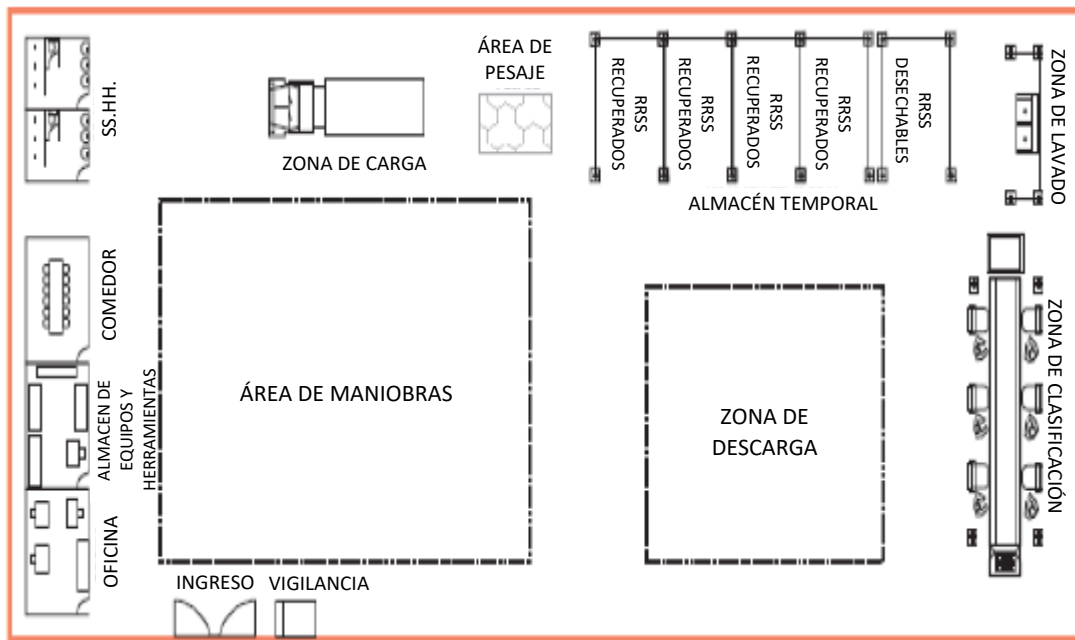 SS.HH.
ZONA DE CARGA
ÁREA DE
PESAJE
RRSS
RECUPERADOS
RRSS
RECUPERADOS
RRSS
RECUPERADOS
RRSS
RECUPERADOS
RRSS
DESECHABLES
ALMACÉN TEMPORAL
ZONA DE LAVADO
COMEDOR
ALMACEN DE
EQUIPOS Y
HERRAMIENTAS
OFICINA
ÁREA DE MANIOBRAS
ZONA DE
DESCARGA
ZONA DE CLASIFICACIÓN
INGRESO
VIGILANCIA